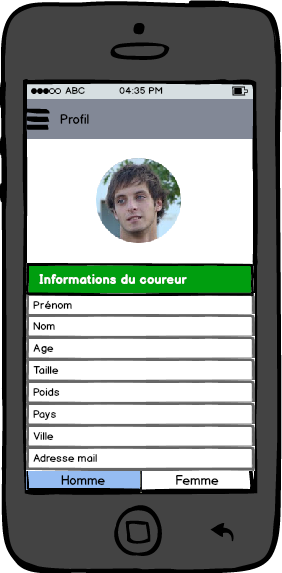 ABC 04:35 PM
Profil
Informations du coureur
Prénom
Nom
Age
Taille
Poids
Pays
Ville
Adresse mail
Homme Femme